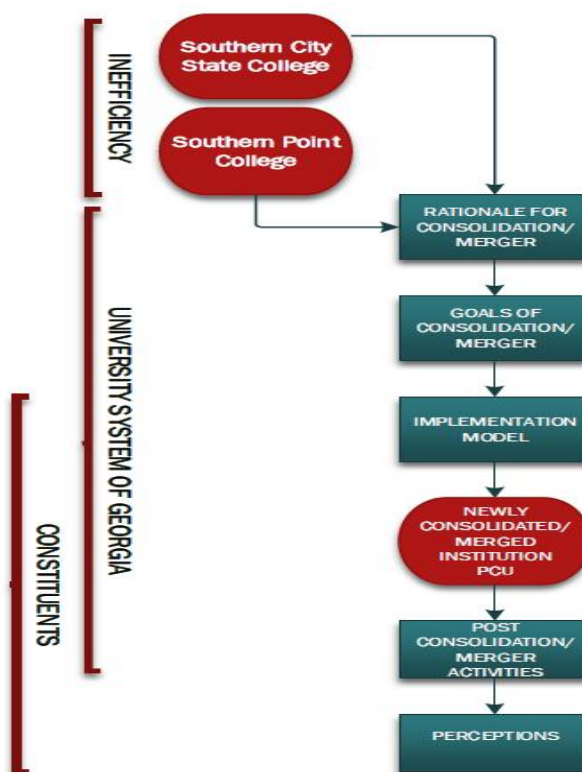 INEFFICIENCY
Southern City
State College
Southern Point
College
UNIVERSITY SYSTEM OF GEORGIA
RATIONALE FOR
CONSOLIDATION/
MERGER
GOALS OF
CONSOLIDATION/
MERGER
CONSTITUENTS
IMPLEMENTATION
MODEL
NEWLY
CONSOLIDATED/
MERGED
INSTITUTION
PCU
POST
CONSOLIDATION/
MERGER
ACTIVITIES
PERCEPTIONS